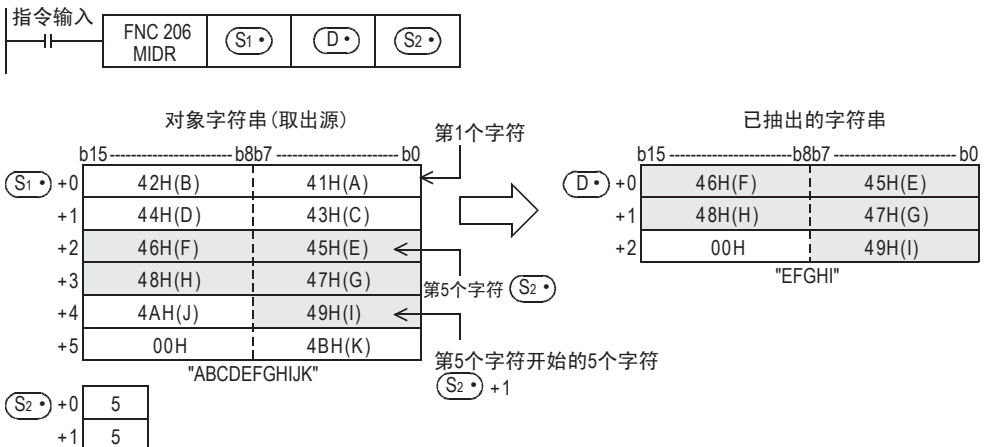 指令输入
FNC 206
MIDR
S1• D• S2•
对象字符串(取出源)
b15 b8b7 b0
第1个字符
S1• +0 42H(B) 41H(A)
+1 44H(D) 43H(C)
+2 46H(F) 45H(E)
+3 48H(H) 47H(G)
+4 4AH(J) 49H(I)
+5 00H 4BH(K)
"ABCDEFGHIJK"
第5个字符 S2•
第5个字符开始的5个字符
S2• +1
已抽出的字符串
b15 b8b7 b0
D• +0 46H(F) 45H(E)
+1 48H(H) 47H(G)
+2 00H 49H(I)
"EFGHI"
S2• +0 5
+1 5